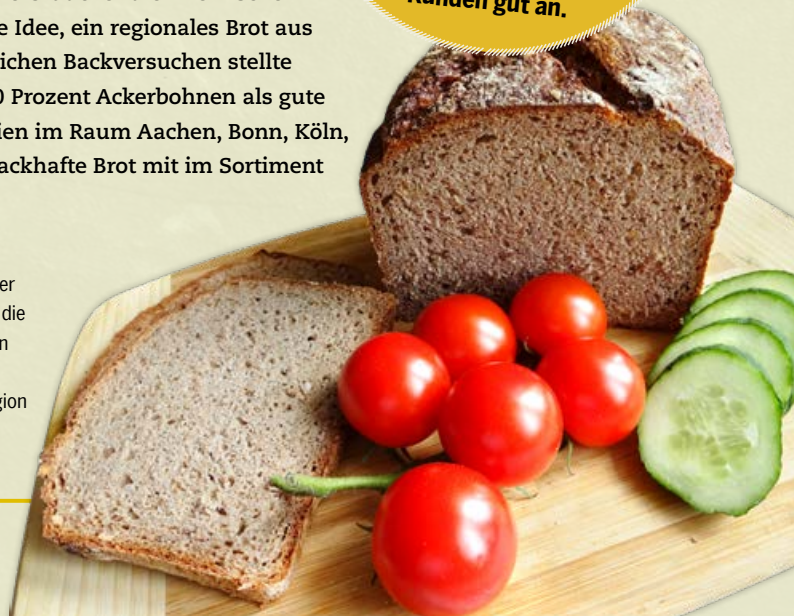 Kunden gut an.
e Idee, ein regionales Brot aus
ichen Backversuchen stellte
0 Prozent Ackerbohnen als gute
ien im Raum Aachen, Bonn, Köln,
ackhafte Brot mit im Sortiment
er
die
n
gion